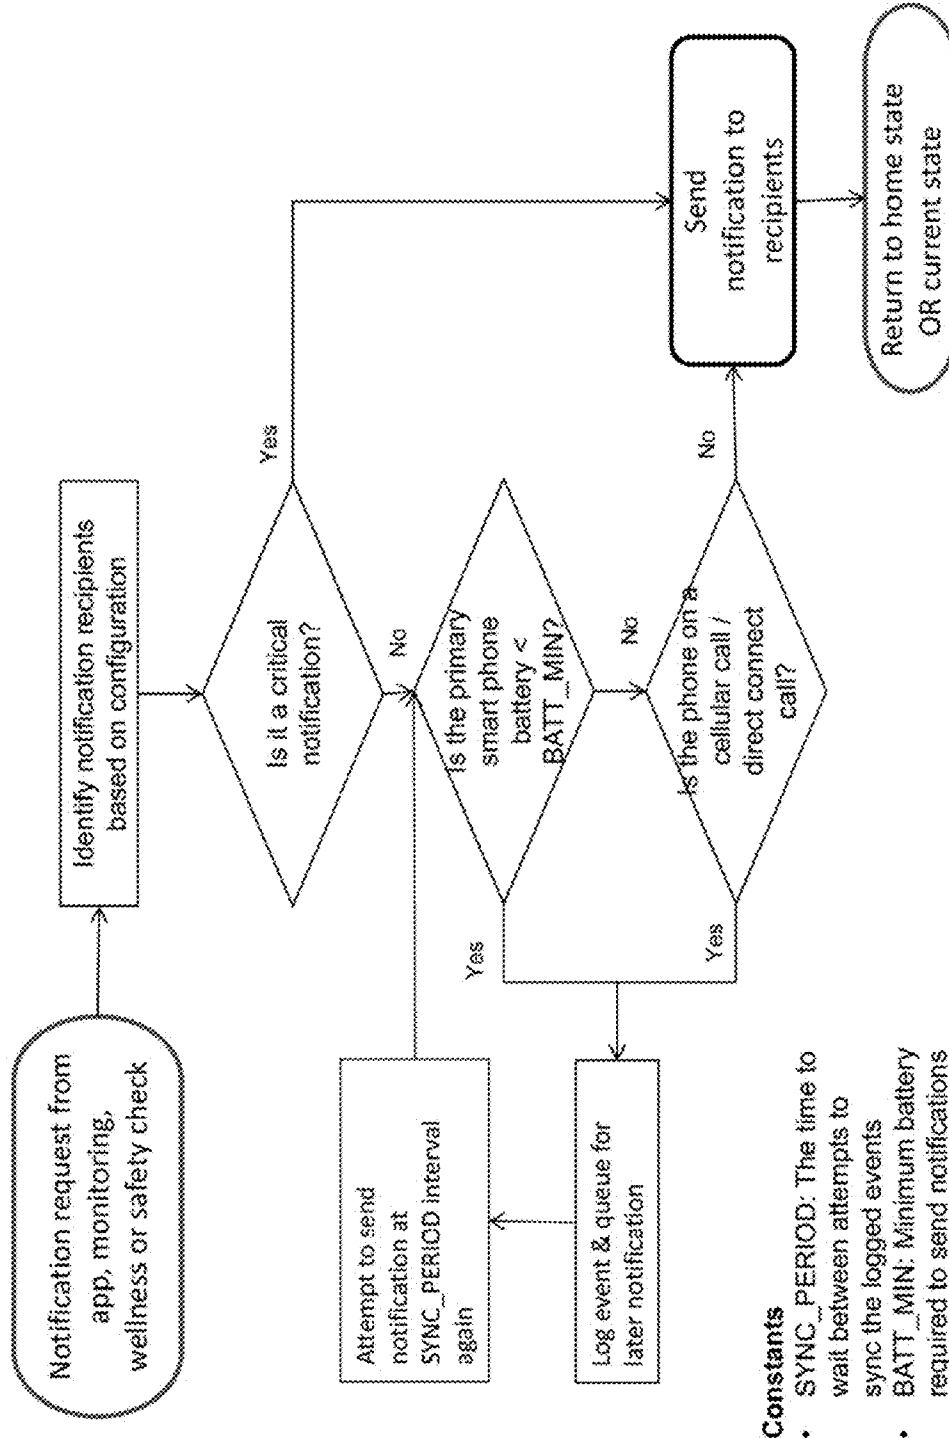 Notification request from
app, monitoring,
wellness or safety check
Identify notification recipients
based on configuration
Is it a critical
notification?
Yes
No
Is the primary
smart phone
battery <
BATT_MIN?
Yes
No
Is the phone on a
cellular call /
direct connect
call?
Yes
No
Attempt to send
notification at
SYNC_PERIOD interval
again
Log event & queue for
later notification
Send
notification to
recipients
Return to home state
OR current state
Constants
• SYNC_PERIOD: The time to
wait between attempts to
sync the logged events
• BATT_MIN: Minimum battery
required to send notifications